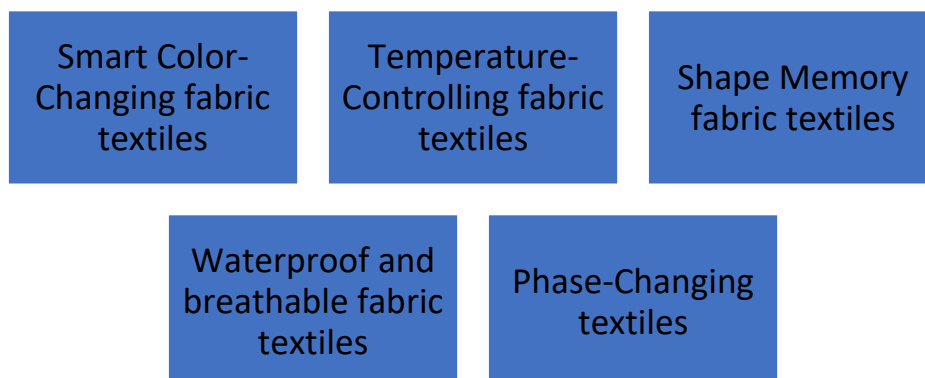 Smart Color-
Changing fabric
textiles
Temperature-
Controlling fabric
textiles
Shape Memory
fabric textiles
Waterproof and
breathable fabric
textiles
Phase-Changing
textiles